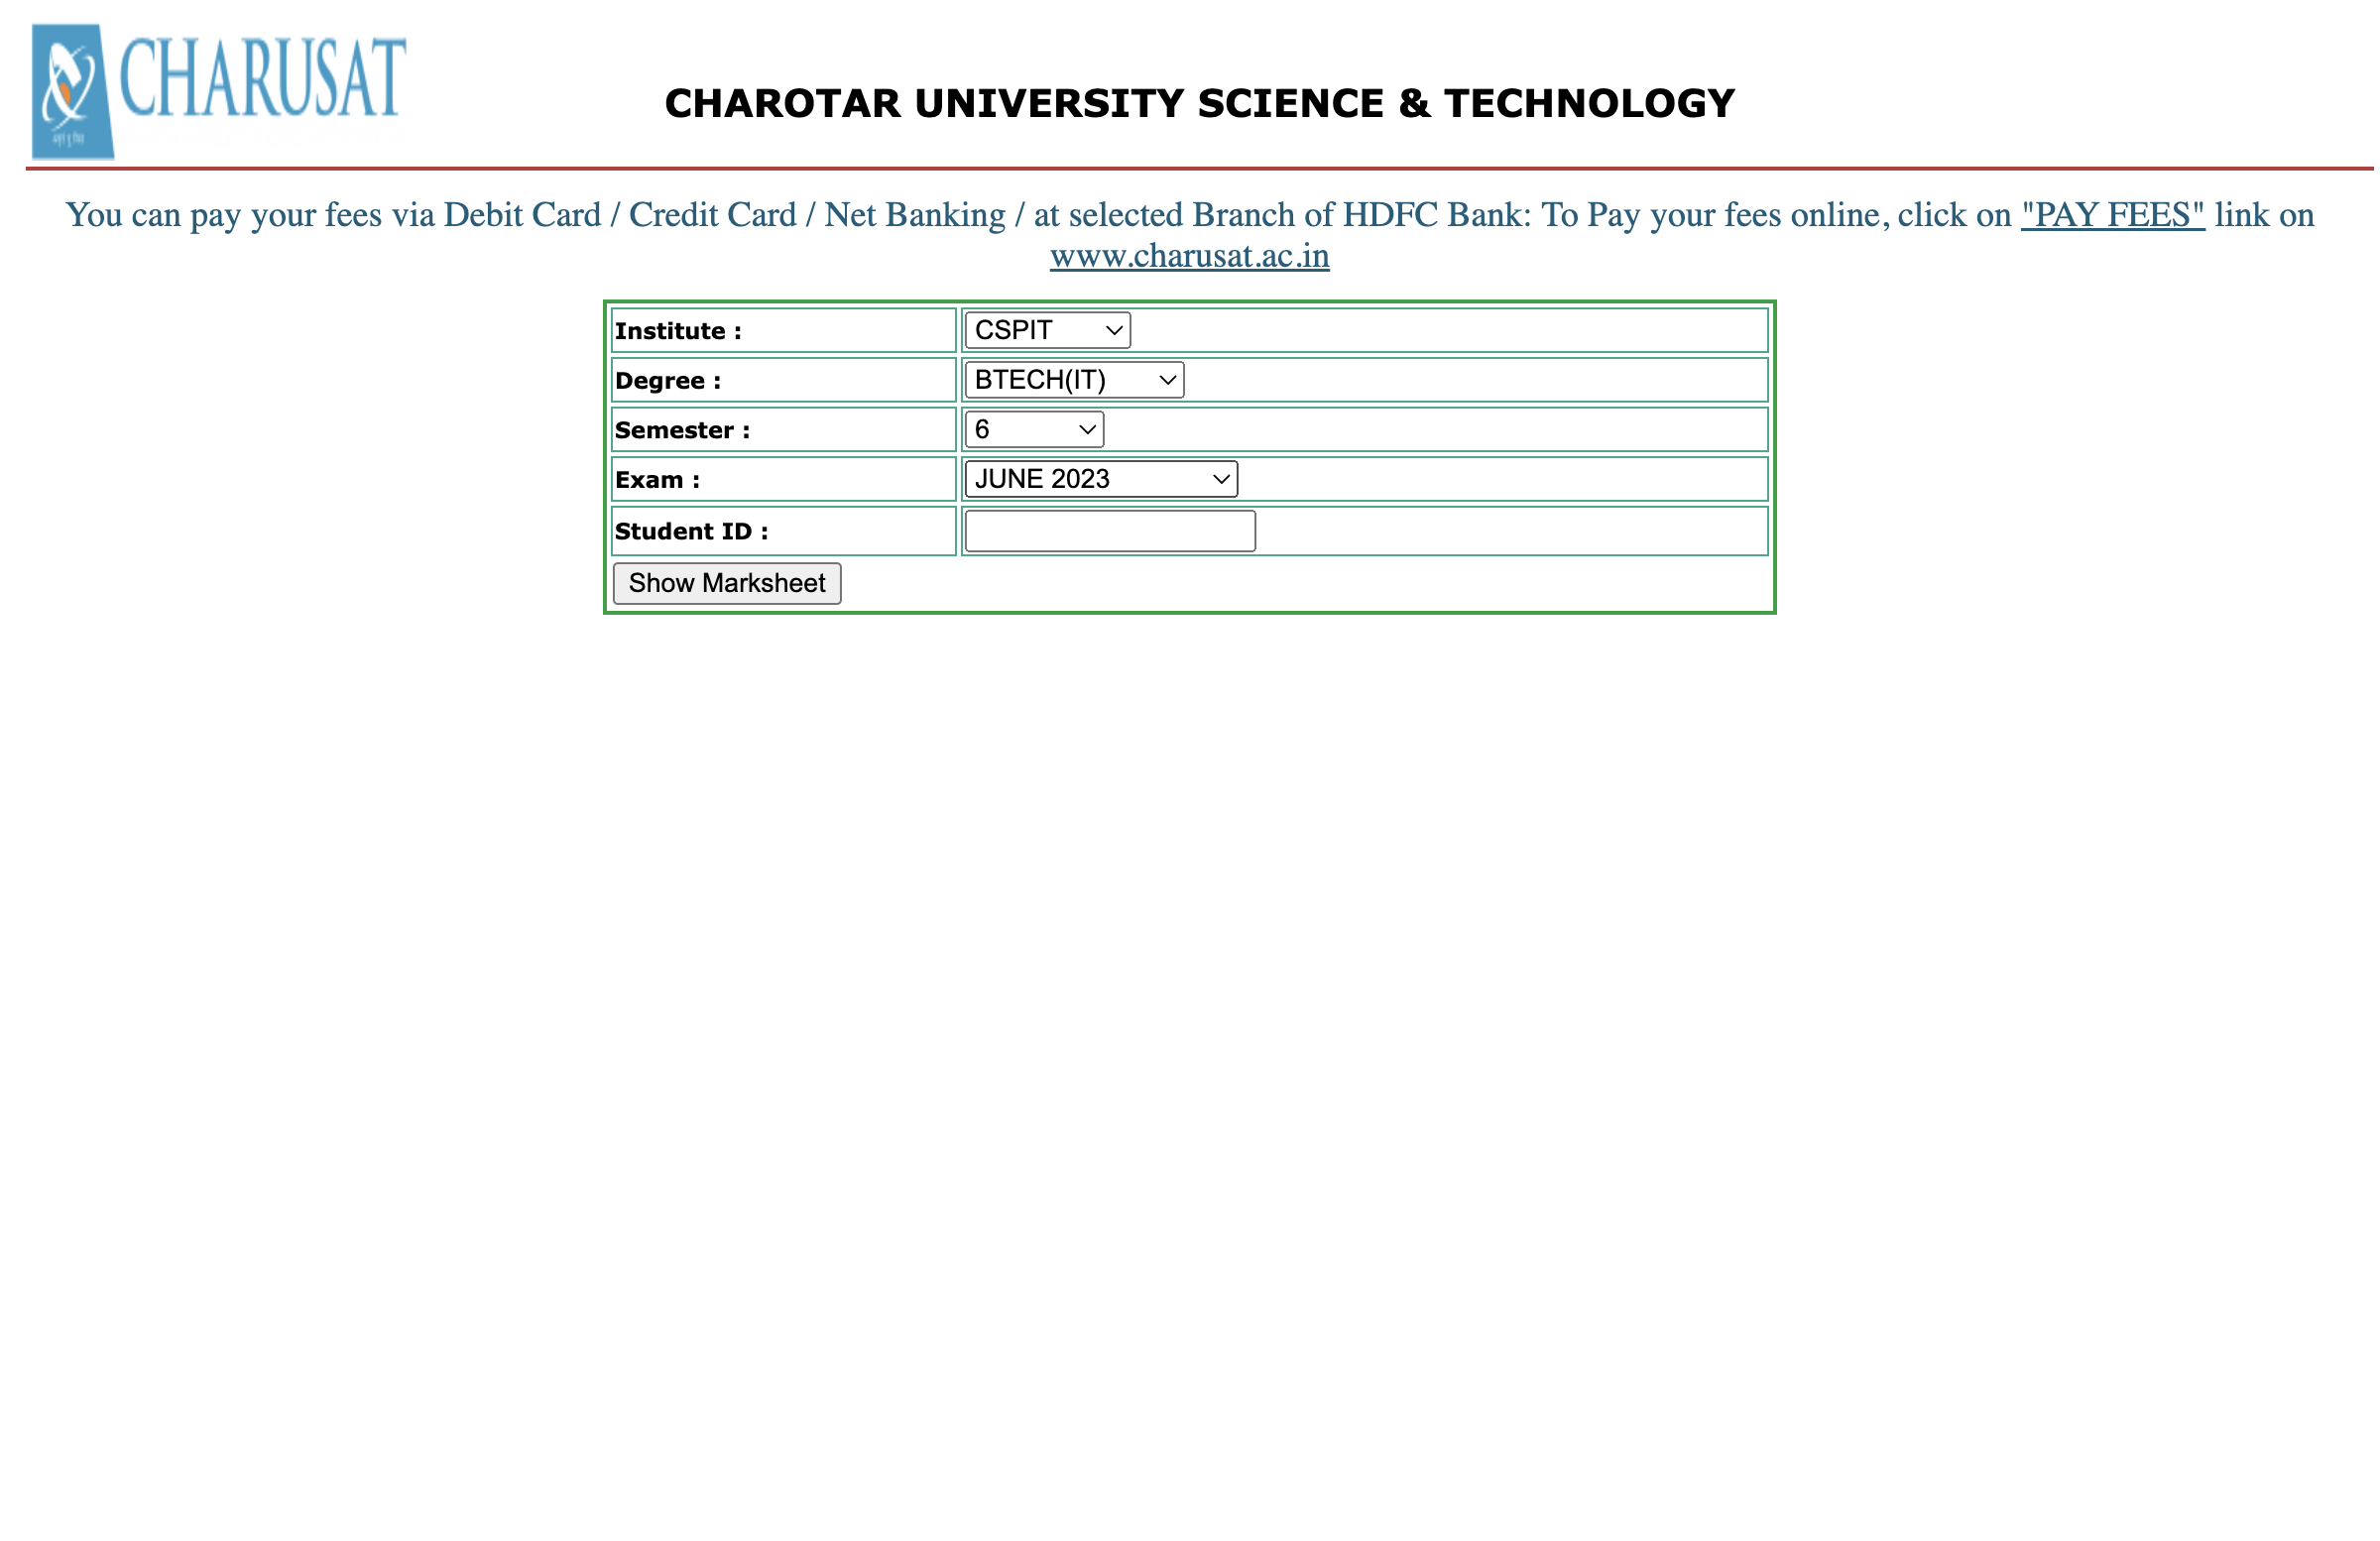 CHARUSAT
CHAROTAR UNIVERSITY SCIENCE & TECHNOLOGY
You can pay your fees via Debit Card / Credit Card / Net Banking / at selected Branch of HDFC Bank: To Pay your fees online, click on "PAY FEES" link on
www.charusat.ac.in
Institute : CSPIT
Degree : BTECH(IT)
Semester : 6
Exam : JUNE 2023
Student ID :
Show Marksheet